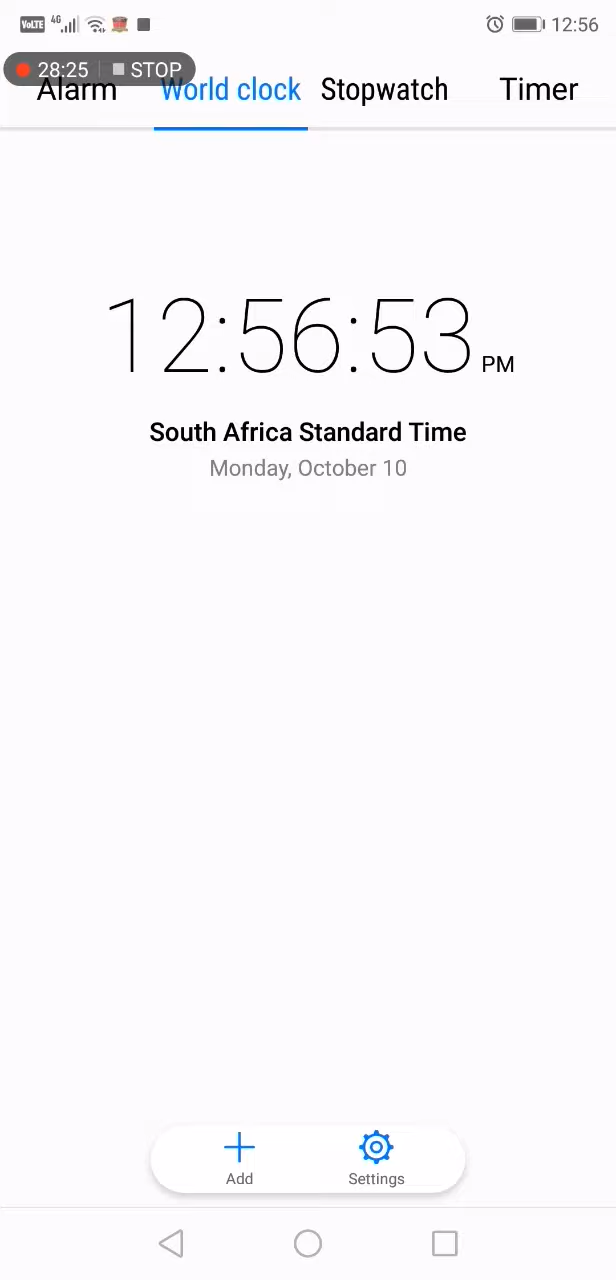 VoLTE 4G 12:56
28:25 STOP
Alarm World clock Stopwatch Timer
12:56:53 PM
South Africa Standard Time
Monday, October 10
Add Settings